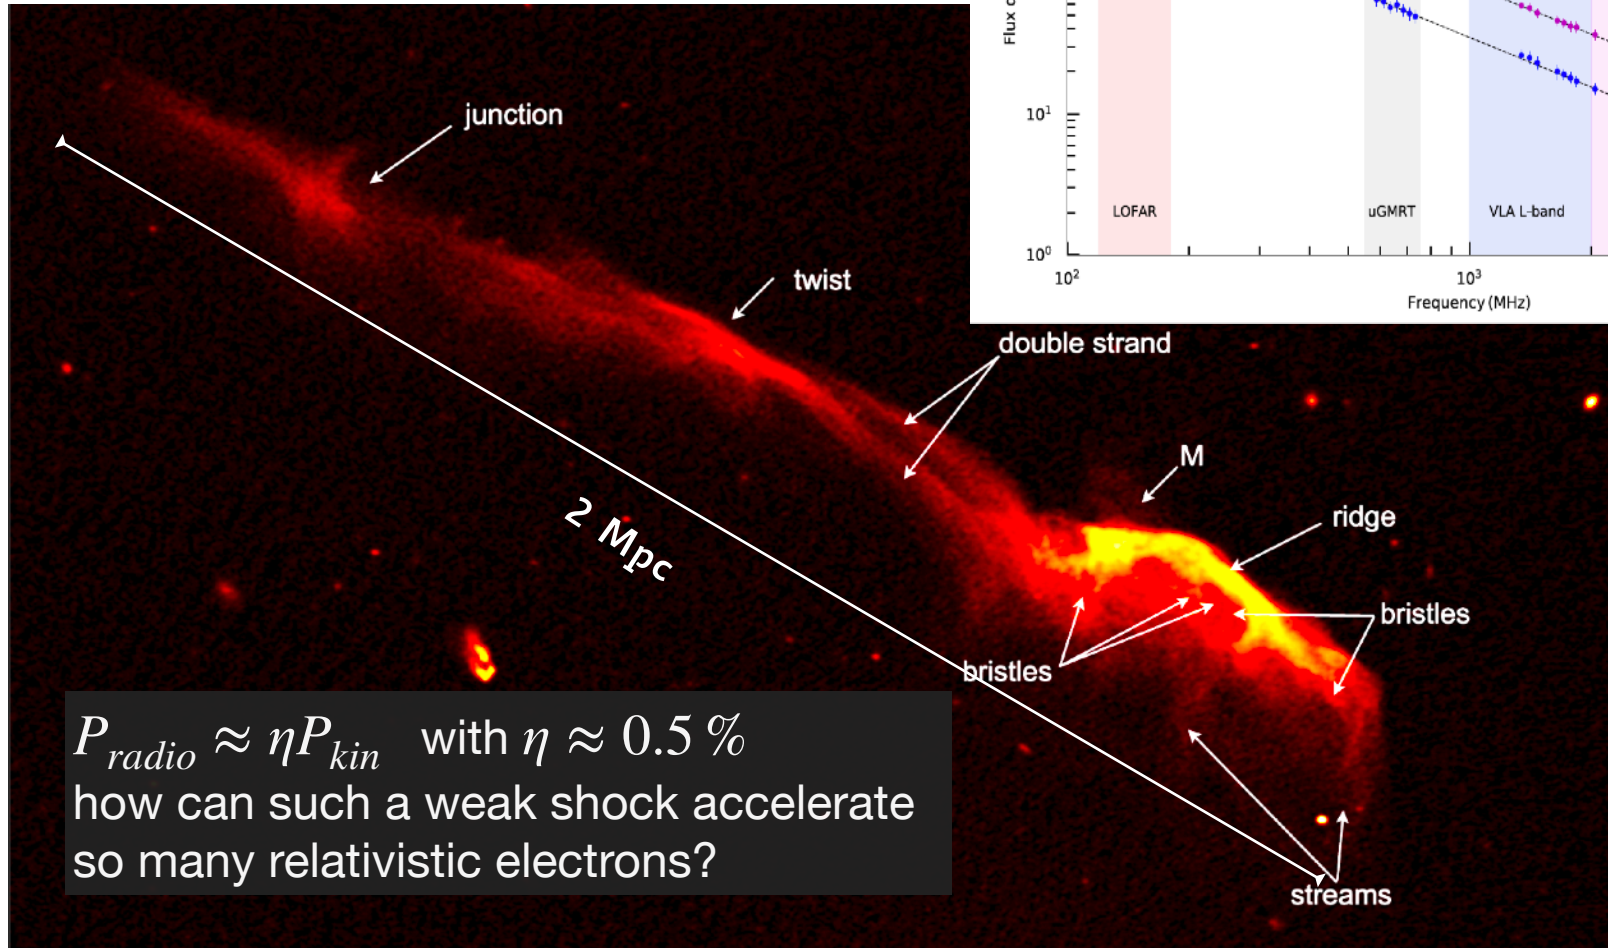 Flux
10¹
10⁰
LOFAR
uGMRT
VLA L-band
10²
10³
Frequency (MHz)
junction
twist
double strand
M
ridge
bristles
bristles
2 Mpc
streams
P_radio ≈ ηP_kin with η ≈ 0.5 %
how can such a weak shock accelerate
so many relativistic electrons?